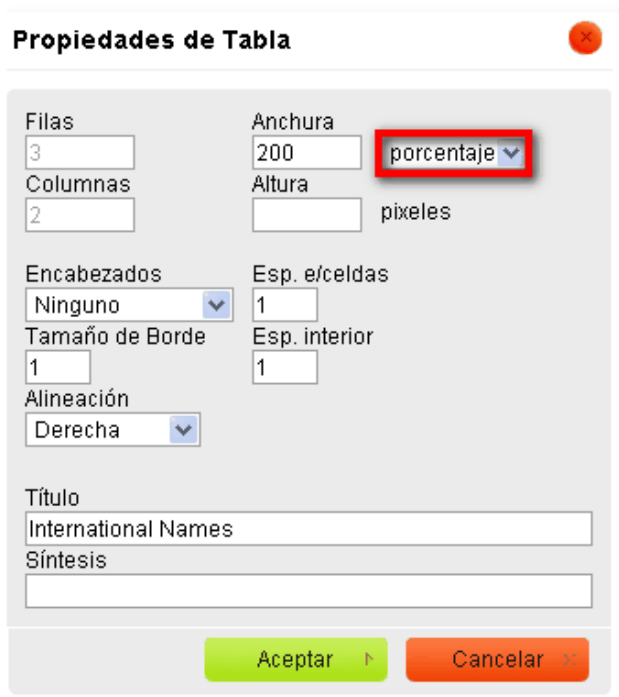 Propiedades de Tabla
Filas
Anchura
3
200
porcentaje
Columnas
Altura
2
pixeles
Encabezados
Esp. e/celdas
Ninguno
1
Tamaño de Borde
Esp. interior
1
1
Alineación
Derecha
Título
International Names
Síntesis
Aceptar
Cancelar